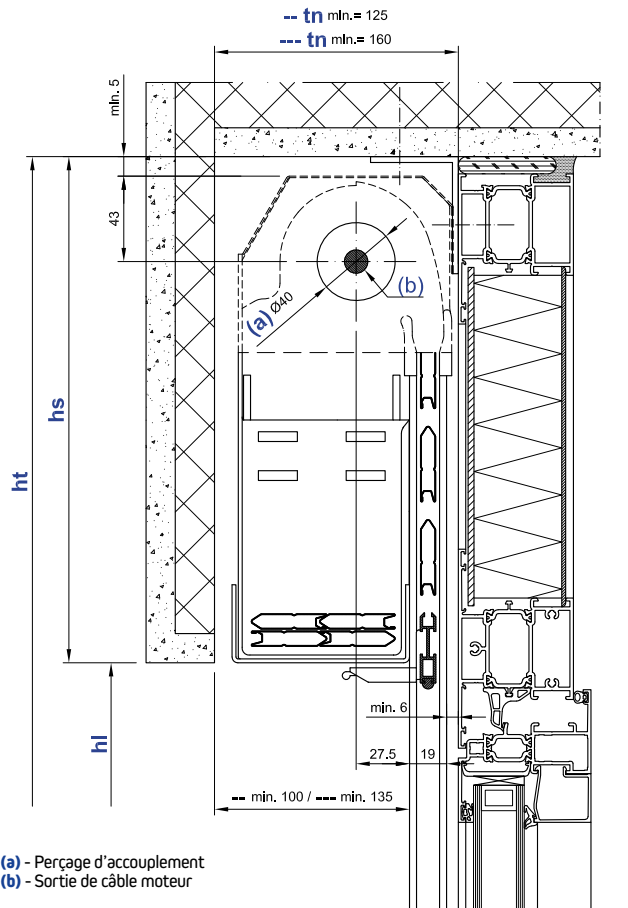 -- tn min.= 125
--- tn min.= 160
min. 5
43
(a) Ø40
(b)
hs
ht
hl
min. 6
27.5 19
-- min. 100 / --- min. 135
(a) - Perçage d'accouplement
(b) - Sortie de câble moteur